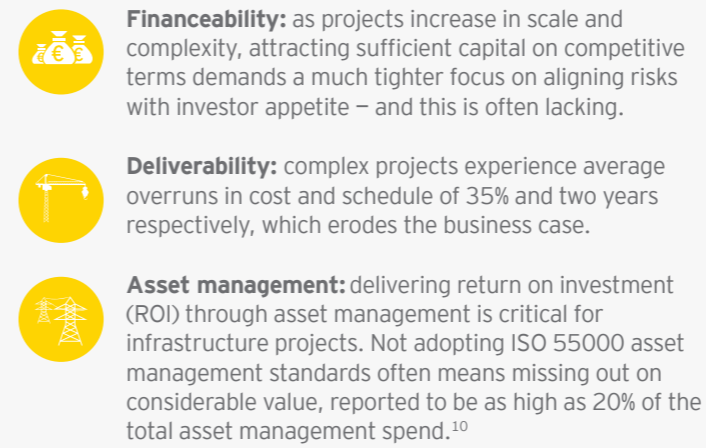 Financeability: as projects increase in scale and
complexity, attracting sufficient capital on competitive
terms demands a much tighter focus on aligning risks
with investor appetite — and this is often lacking.
Deliverability: complex projects experience average
overruns in cost and schedule of 35% and two years
respectively, which erodes the business case.
Asset management: delivering return on investment
(ROI) through asset management is critical for
infrastructure projects. Not adopting ISO 55000 asset
management standards often means missing out on
considerable value, reported to be as high as 20% of the
total asset management spend.¹⁰